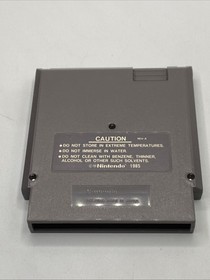 CAUTION
•DO NOT STORE IN EXTREME TEMPERATURES.
•DO NOT IMMERSE IN WATER.
•DO NOT CLEAN WITH BENZENE, THINNER,
ALCOHOL OR OTHER SUCH SOLVENTS.
©Nintendo 1985